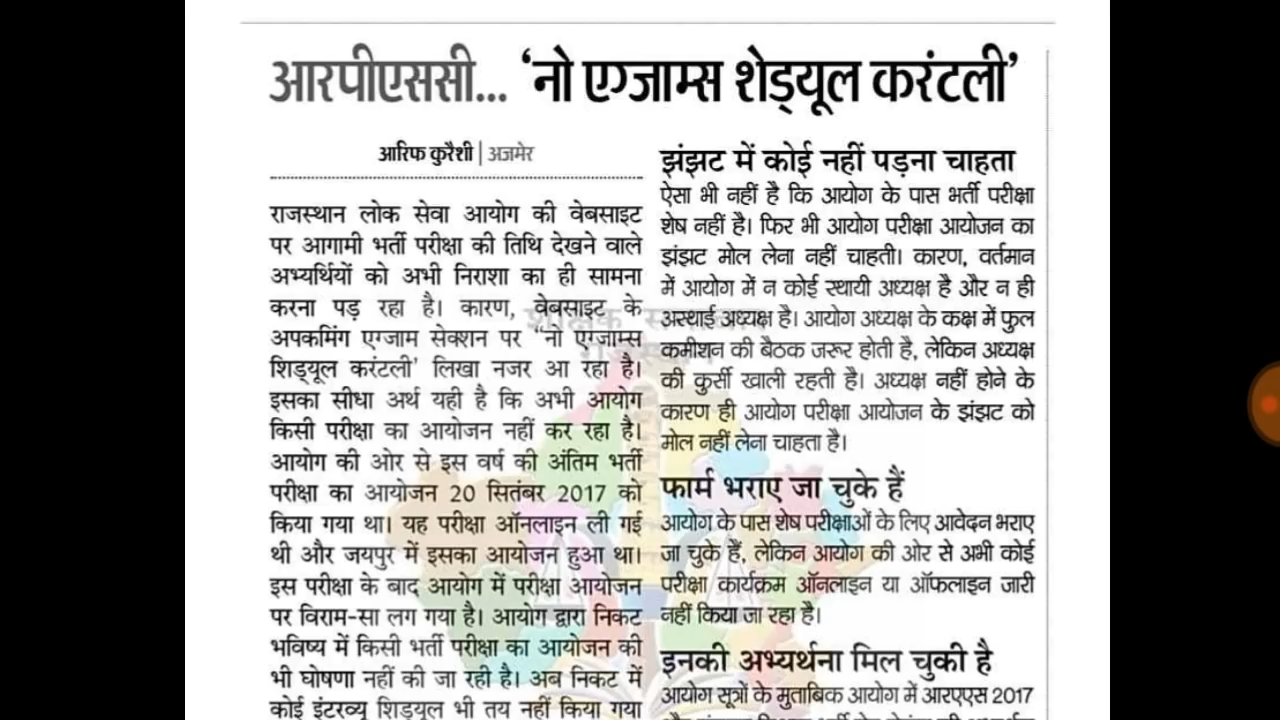 आरपीएससी... 'नो एग्जाम्स शेड्यूल करंटली'
आरिफ कुरैशी | अजमेर
राजस्थान लोक सेवा आयोग की वेबसाइट
पर आगामी भर्ती परीक्षा की तिथि देखने वाले
अभ्यर्थियों को अभी निराशा का ही सामना
करना पड़ रहा है। कारण, वेबसाइट के
अपकमिंग एग्जाम सेक्शन पर "नो एग्जाम्स
शिड्यूल करंटली' लिखा नजर आ रहा है।
इसका सीधा अर्थ यही है कि अभी आयोग
किसी परीक्षा का आयोजन नहीं कर रहा है।
आयोग की ओर से इस वर्ष की अंतिम भर्ती
परीक्षा का आयोजन 20 सितंबर 2017 को
किया गया था। यह परीक्षा ऑनलाइन ली गई
थी और जयपुर में इसका आयोजन हुआ था।
इस परीक्षा के बाद आयोग में परीक्षा आयोजन
पर विराम-सा लग गया है। आयोग द्वारा निकट
भविष्य में किसी भर्ती परीक्षा का आयोजन की
भी घोषणा नहीं की जा रही है। अब निकट में
कोई इंटरव्यू शिड्यूल भी तय नहीं किया गया
झंझट में कोई नहीं पड़ना चाहता
ऐसा भी नहीं है कि आयोग के पास भर्ती परीक्षा
शेष नहीं है। फिर भी आयोग परीक्षा आयोजन का
झंझट मोल लेना नहीं चाहती। कारण, वर्तमान
में आयोग में न कोई स्थायी अध्यक्ष है और न ही
अस्थाई अध्यक्ष है। आयोग अध्यक्ष के कक्ष में फुल
कमीशन की बैठक जरूर होती है, लेकिन अध्यक्ष
की कुर्सी खाली रहती है। अध्यक्ष नहीं होने के
कारण ही आयोग परीक्षा आयोजन के झंझट को
मोल नहीं लेना चाहता है।
फार्म भराए जा चुके हैं
आयोग के पास शेष परीक्षाओं के लिए आवेदन भराए
जा चुके हैं, लेकिन आयोग की ओर से अभी कोई
परीक्षा कार्यक्रम ऑनलाइन या ऑफलाइन जारी
नहीं किया जा रहा है।
इनकी अभ्यर्थना मिल चुकी है
आयोग सूत्रों के मुताबिक आयोग में आरएएस 2017